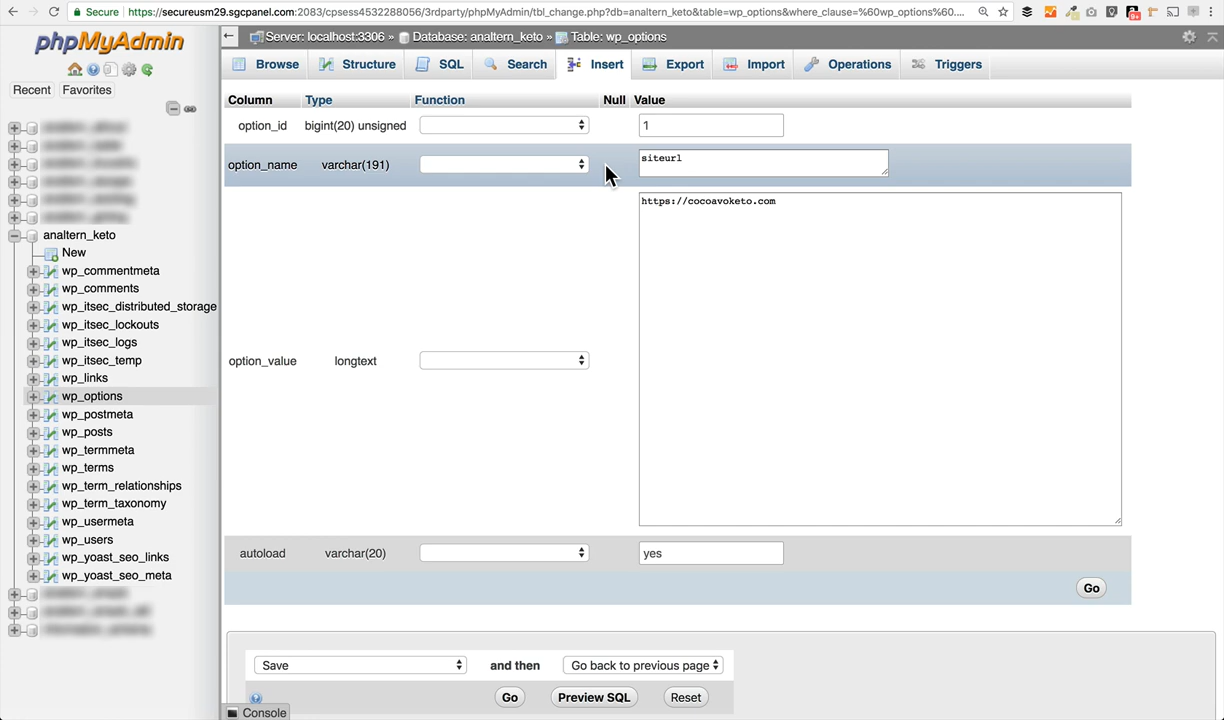 Secure
https://secureusm29.sgcpanel.com:2083/cpsess4532288056/3rdparty/phpMyAdmin/tbl_change.php?db=analtern_keto&table=wp_options&where_clause=%60wp_options%60....
9+
phpMyAdmin
Recent
Favorites
analtern_keto
New
wp_commentmeta
wp_comments
wp_itsec_distributed_storage
wp_itsec_lockouts
wp_itsec_logs
wp_itsec_temp
wp_links
wp_options
wp_postmeta
wp_posts
wp_termmeta
wp_terms
wp_term_relationships
wp_term_taxonomy
wp_usermeta
wp_users
wp_yoast_seo_links
wp_yoast_seo_meta
Server: localhost:3306 » Database: analtern_keto » Table: wp_options
Browse Structure SQL Search Insert Export Import Operations Triggers
Column Type Function Null Value
option_id bigint(20) unsigned 1
option_name varchar(191) siteurl
https://cocoavoketo.com
option_value longtext
autoload varchar(20) yes
Go
Save and then Go back to previous page
Go Preview SQL Reset
Console